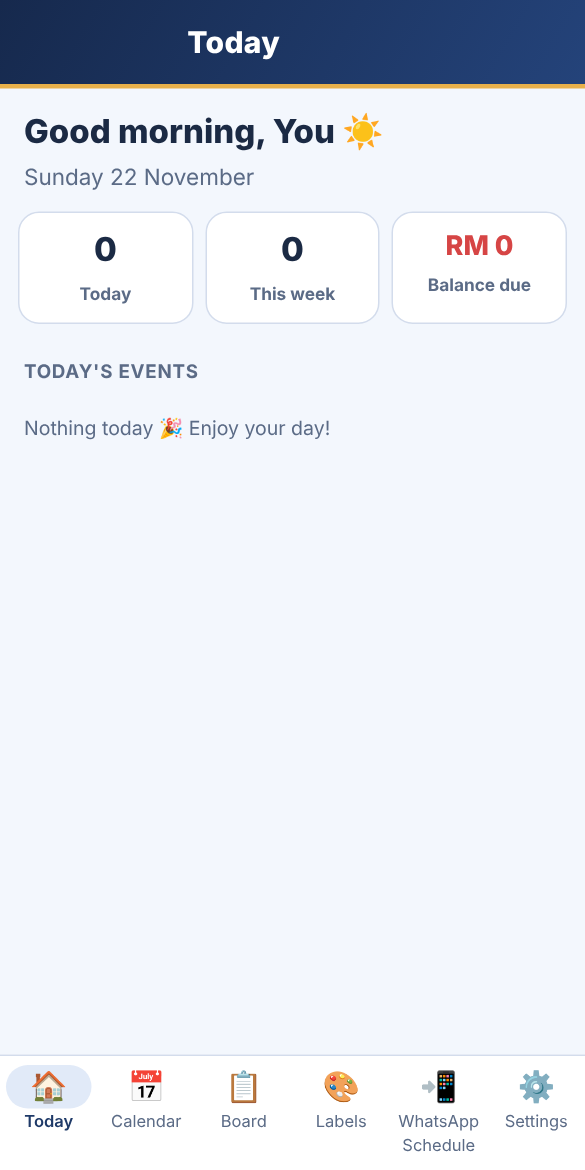 Today
Good morning, You ☀️
Sunday 22 November
0
Today
0
This week
RM 0
Balance due
TODAY'S EVENTS
Nothing today 🎉 Enjoy your day!
Today
Calendar
Board
Labels
WhatsApp
Schedule
Settings